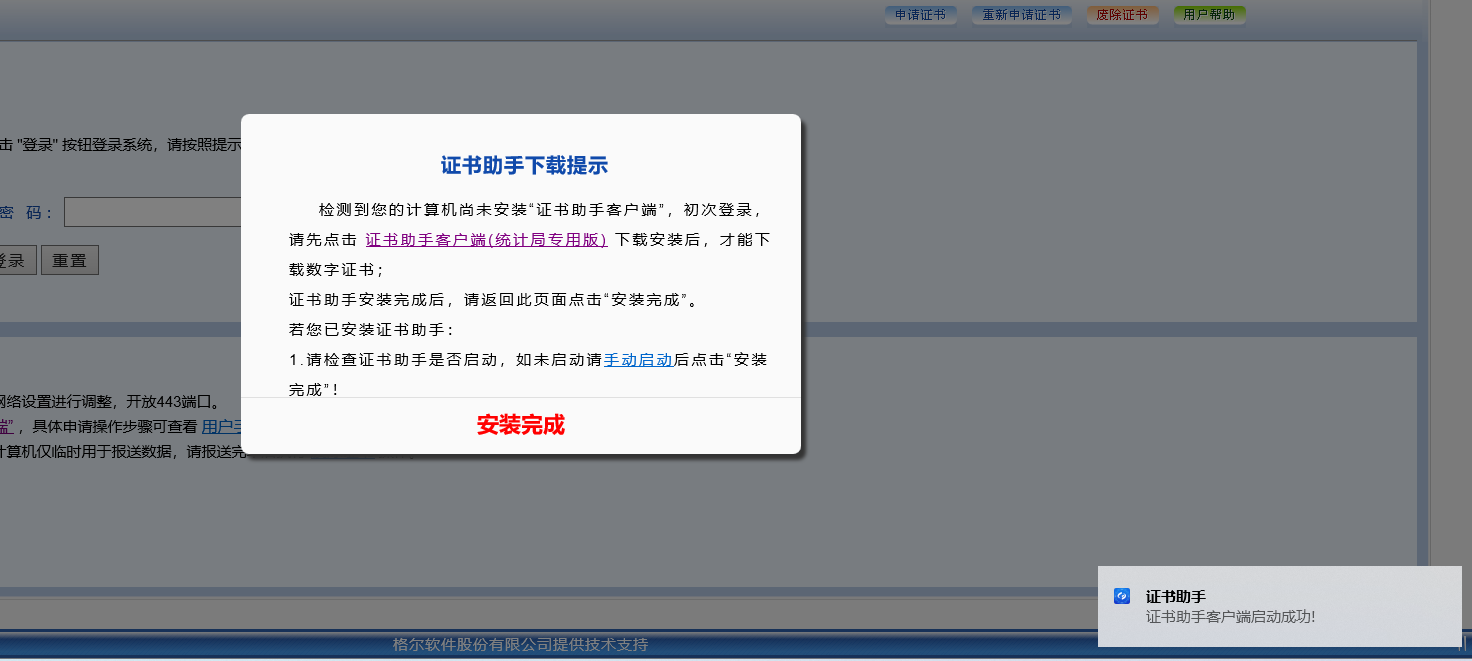 申请证书
重新申请证书
废除证书
用户帮助
击 "登录" 按钮登录系统，请按照提示
密 码：
登录
重置
证书助手下载提示
检测到您的计算机尚未安装“证书助手客户端”，初次登录，
请先点击 证书助手客户端(统计局专用版) 下载安装后，才能下
载数字证书；
证书助手安装完成后，请返回此页面点击“安装完成”。
若您已安装证书助手：
1.请检查证书助手是否启动，如未启动请手动启动后点击“安装
完成”！
安装完成
网络设置进行调整，开放443端口。
端”，具体申请操作步骤可查看 用户手
计算机仅临时用于报送数据，请报送完
证书助手
证书助手客户端启动成功!
格尔软件股份有限公司提供技术支持